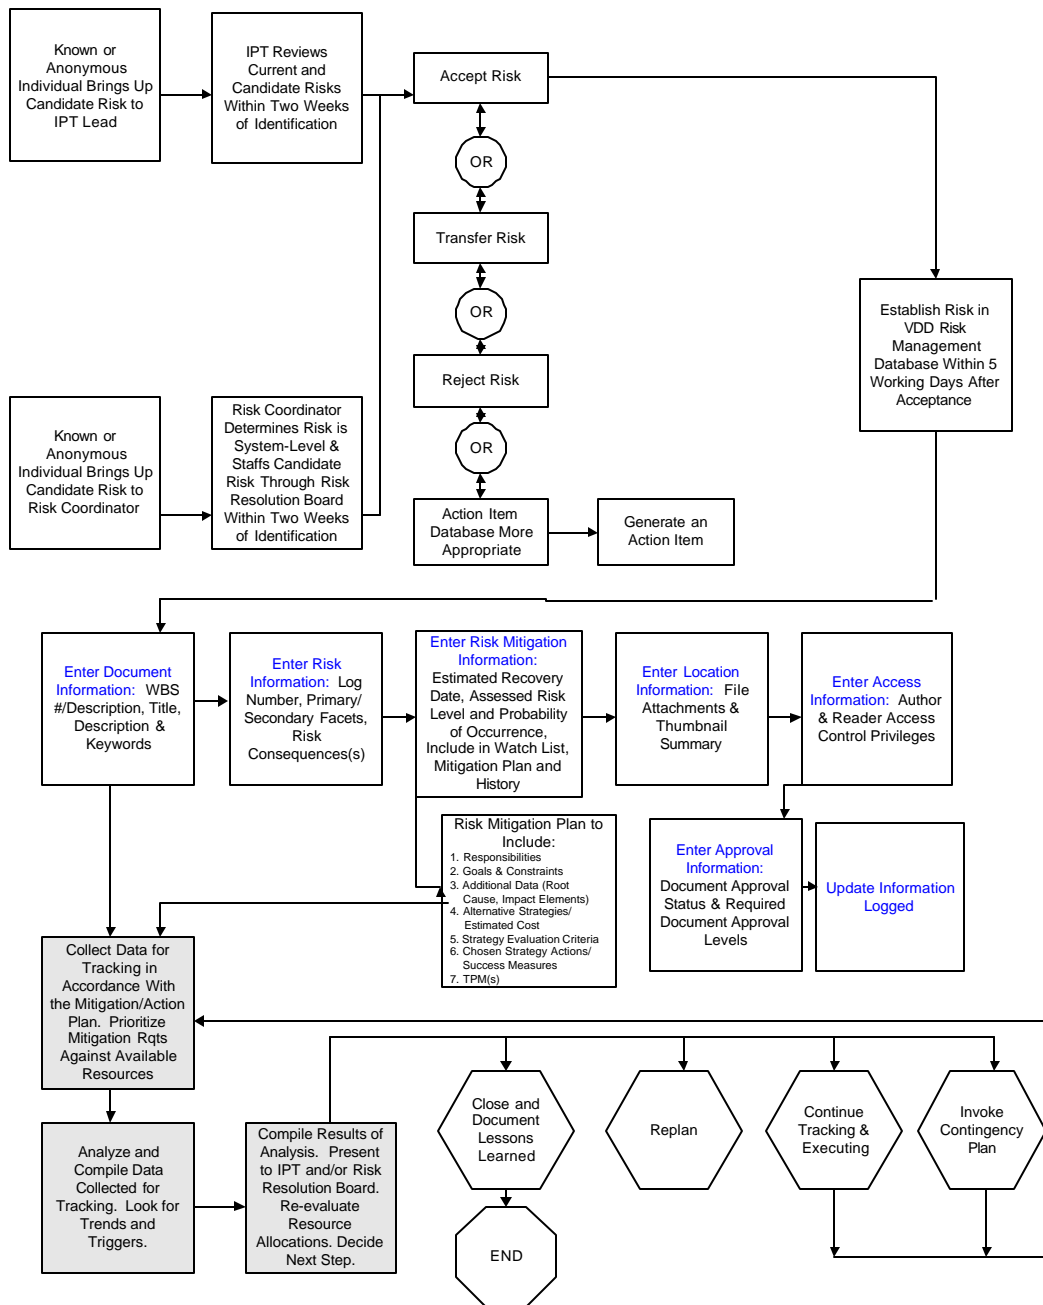 Known or
Anonymous
Individual Brings Up
Candidate Risk to
IPT Lead
IPT Reviews
Current and
Candidate Risks
Within Two Weeks
of Identification
Accept Risk
OR
Transfer Risk
OR
Reject Risk
OR
Action Item
Database More
Appropriate
Generate an
Action Item
Establish Risk in
VDD Risk
Management
Database Within 5
Working Days After
Acceptance
Known or
Anonymous
Individual Brings Up
Candidate Risk to
Risk Coordinator
Risk Coordinator
Determines Risk is
System-Level &
Staffs Candidate
Risk Through Risk
Resolution Board
Within Two Weeks
of Identification
Enter Document
Information: WBS
#/Description, Title,
Description &
Keywords
Enter Risk
Information: Log
Number, Primary/
Secondary Facets,
Risk
Consequences(s)
Enter Risk Mitigation
Information:
Estimated Recovery
Date, Assessed Risk
Level and Probability
of Occurrence,
Include in Watch List,
Mitigation Plan and
History
Enter Location
Information: File
Attachments &
Thumbnail
Summary
Enter Access
Information: Author
& Reader Access
Control Privileges
Risk Mitigation Plan to
Include:
1. Responsibilities
2. Goals & Constraints
3. Additional Data (Root
Cause, Impact Elements)
4. Alternative Strategies/
Estimated Cost
5. Strategy Evaluation Criteria
6. Chosen Strategy Actions/
Success Measures
7. TPM(s)
Enter Approval
Information:
Document Approval
Status & Required
Document Approval
Levels
Update Information
Logged
Collect Data for
Tracking in
Accordance With
the Mitigation/Action
Plan. Prioritize
Mitigation Rqts
Against Available
Resources
Analyze and
Compile Data
Collected for
Tracking. Look for
Trends and
Triggers.
Compile Results of
Analysis. Present
to IPT and/or Risk
Resolution Board.
Re-evaluate
Resource
Allocations. Decide
Next Step.
Close and
Document
Lessons
Learned
Replan
Continue
Tracking &
Executing
Invoke
Contingency
Plan
END